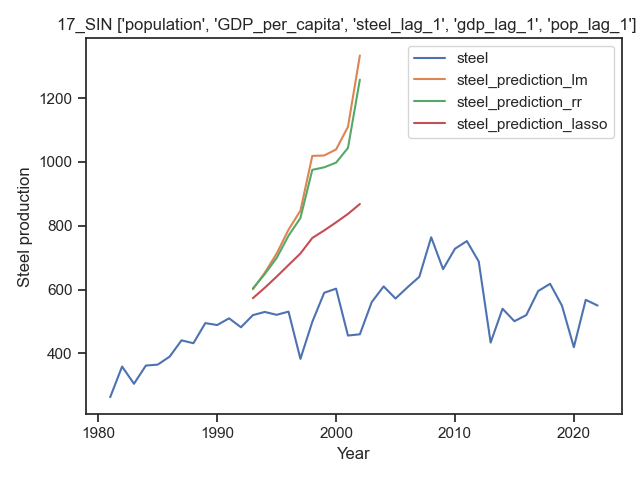 17_SIN ['population', 'GDP_per_capita', 'steel_lag_1', 'gdp_lag_1', 'pop_lag_1']
steel
steel_prediction_lm
steel_prediction_rr
steel_prediction_lasso
Steel production
1200
1000
800
600
400
1980 1990 2000 2010 2020
Year